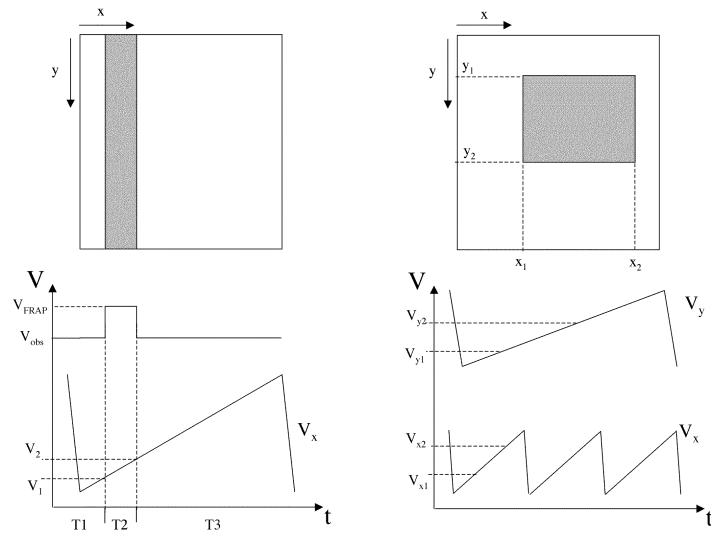 x
y
V
V_FRAP
V_obs
V_2
V_1
V_x
T1 T2 T3
t
x
y
y_1
y_2
x_1 x_2
V
V_y
V_y2
V_y1
V_x
V_x2
V_x1
t